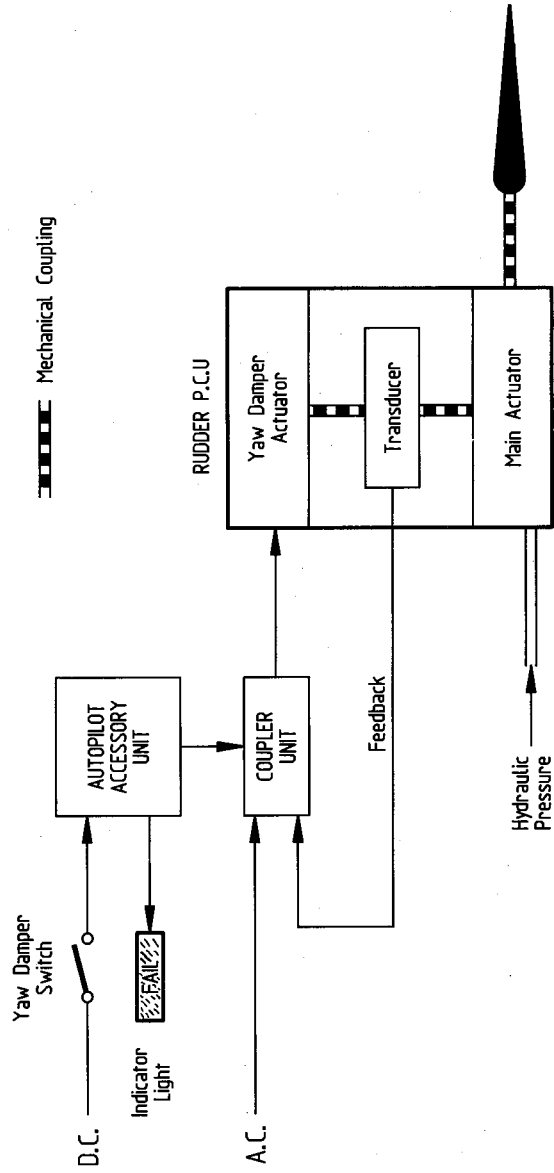 Mechanical Coupling
RUDDER P.C.U
Yaw Damper
Actuator
Transducer
Main Actuator
AUTOPILOT
ACCESSORY
UNIT
COUPLER
UNIT
Feedback
Hydraulic
Pressure
Yaw Damper
Switch
FAIL
Indicator
Light
D.C.
A.C.